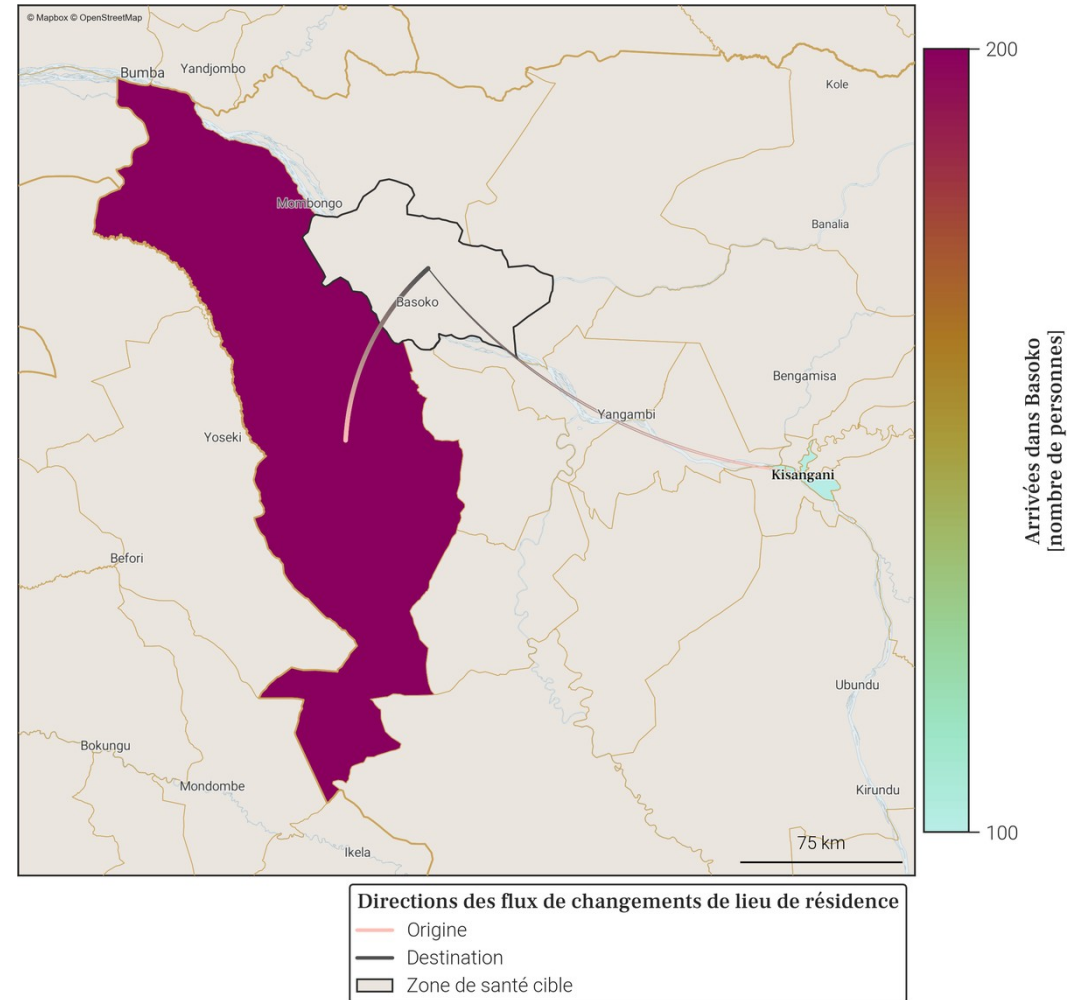 © Mapbox © OpenStreetMap
Bumba
Yandjombo
Kole
Mombongo
Banalia
Basoko
Bengamisa
Yangambi
Yoseki
Kisangani
Befori
Ubundu
Bokungu
Mondombe
Kirundu
Ikela
75 km
200
100
Arrivées dans Basoko
[nombre de personnes]
Directions des flux de changements de lieu de résidence
Origine
Destination
Zone de santé cible